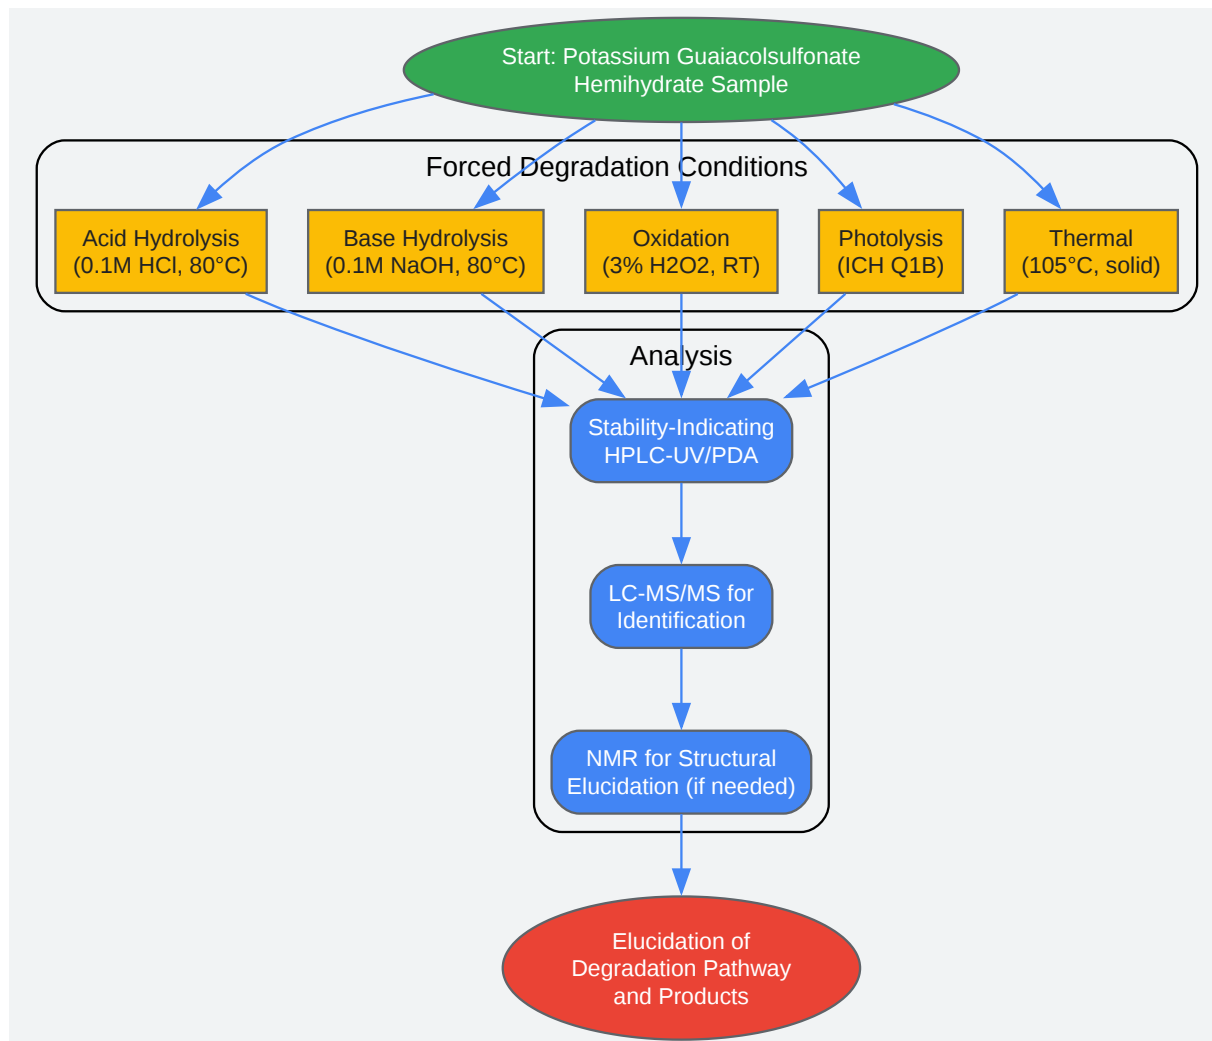 Start: Potassium Guaiacolsulfonate
Hemihydrate Sample
Forced Degradation Conditions
Acid Hydrolysis
(0.1M HCl, 80°C)
Base Hydrolysis
(0.1M NaOH, 80°C)
Oxidation
(3% H2O2, RT)
Photolysis
(ICH Q1B)
Thermal
(105°C, solid)
Analysis
Stability-Indicating
HPLC-UV/PDA
LC-MS/MS for
Identification
NMR for Structural
Elucidation (if needed)
Elucidation of
Degradation Pathway
and Products